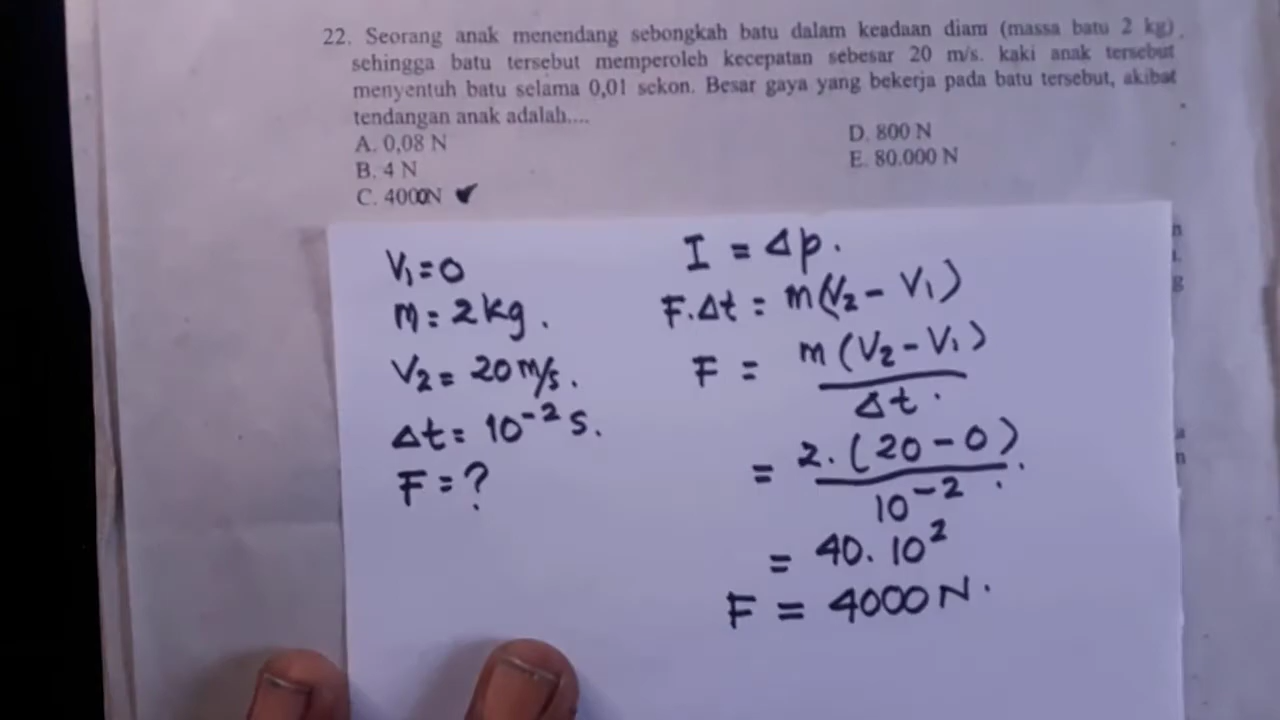 22. Seorang anak menendang sebongkah batu dalam keadaan diam (massa batu 2 kg)
sehingga batu tersebut memperoleh kecepatan sebesar 20 m/s. kaki anak tersebut
menyentuh batu selama 0,01 sekon. Besar gaya yang bekerja pada batu tersebut, akibat
tendangan anak adalah....
A. 0,08 N
B. 4 N
C. 4000N ✔
D. 800 N
E. 80.000 N
V₁ = 0
m = 2 kg.
V₂ = 20 m/s.
Δt = 10⁻² s.
F = ?
I = Δp.
F.Δt = m(V₂ - V₁)
F = m(V₂ - V₁)
Δt.
= 2.(20 - 0)
10⁻²
= 40. 10²
F = 4000 N.
n
g
a
n